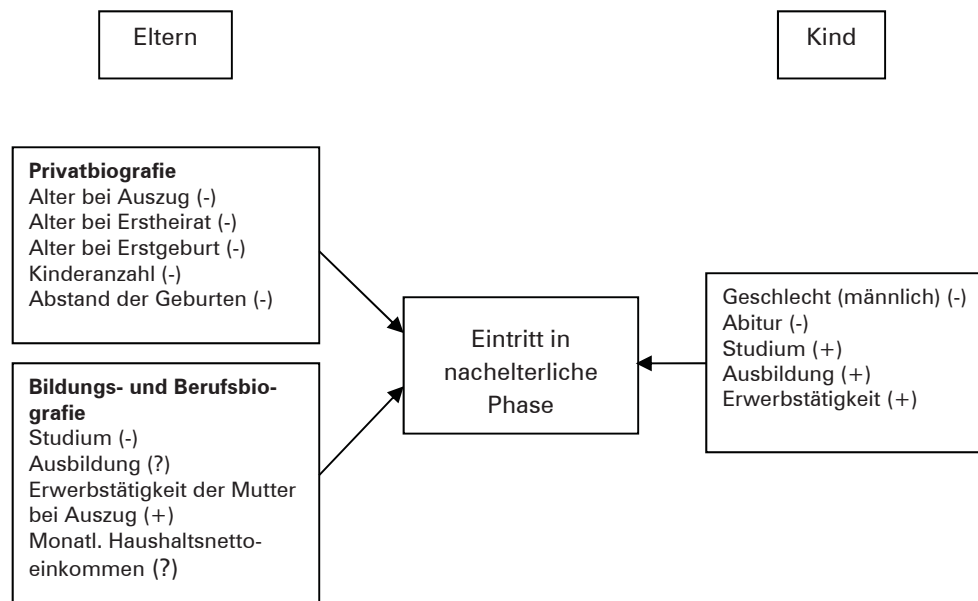 Eltern
Kind
Privatbiografie
Alter bei Auszug (-)
Alter bei Erstheirat (-)
Alter bei Erstgeburt (-)
Kinderanzahl (-)
Abstand der Geburten (-)
Bildungs- und Berufsbio-
grafie
Studium (-)
Ausbildung (?)
Erwerbstätigkeit der Mutter
bei Auszug (+)
Monatl. Haushaltsnetto-
einkommen (?)
Eintritt in
nachelterliche
Phase
Geschlecht (männlich) (-)
Abitur (-)
Studium (+)
Ausbildung (+)
Erwerbstätigkeit (+)